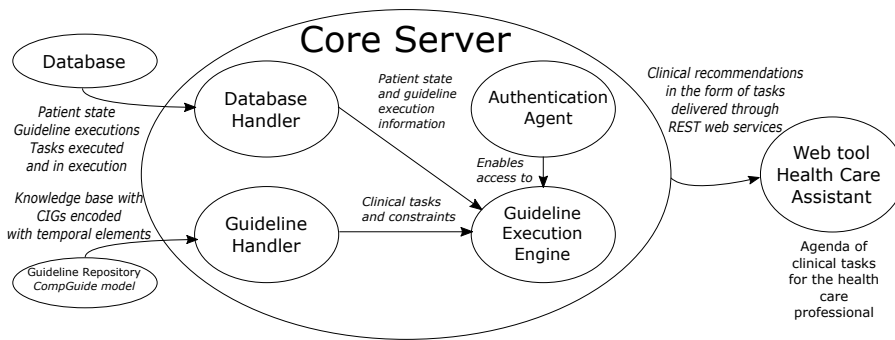 Core Server
Database
Patient state
Guideline executions
Tasks executed
and in execution
Knowledge base with
CIGs encoded
with temporal elements
Guideline Repository
CompGuide model
Database
Handler
Guideline
Handler
Patient state
and guideline
execution
information
Clinical tasks
and constraints
Authentication
Agent
Enables
access to
Guideline
Execution
Engine
Clinical recommendations
in the form of tasks
delivered through
REST web services
Web tool
Health Care
Assistant
Agenda of
clinical tasks
for the health
care
professional